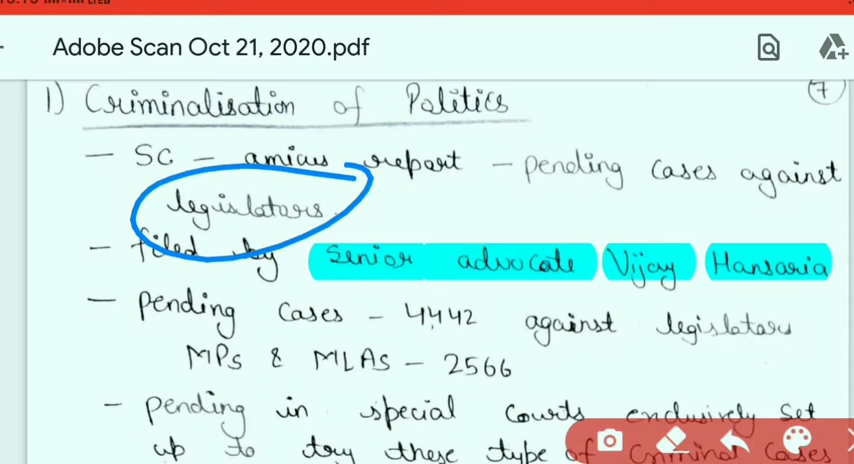 Adobe Scan Oct 21, 2020.pdf
1) Criminalisation of Politics 7
- SC - amicus report - pending cases against
legislators.
- filed by Senior advocate Vijay Hansaria
- pending cases - 4,442 against legislators
MPs & MLAs - 2566
- pending in special Courts exclusively set
up to try these type of Criminal Cases